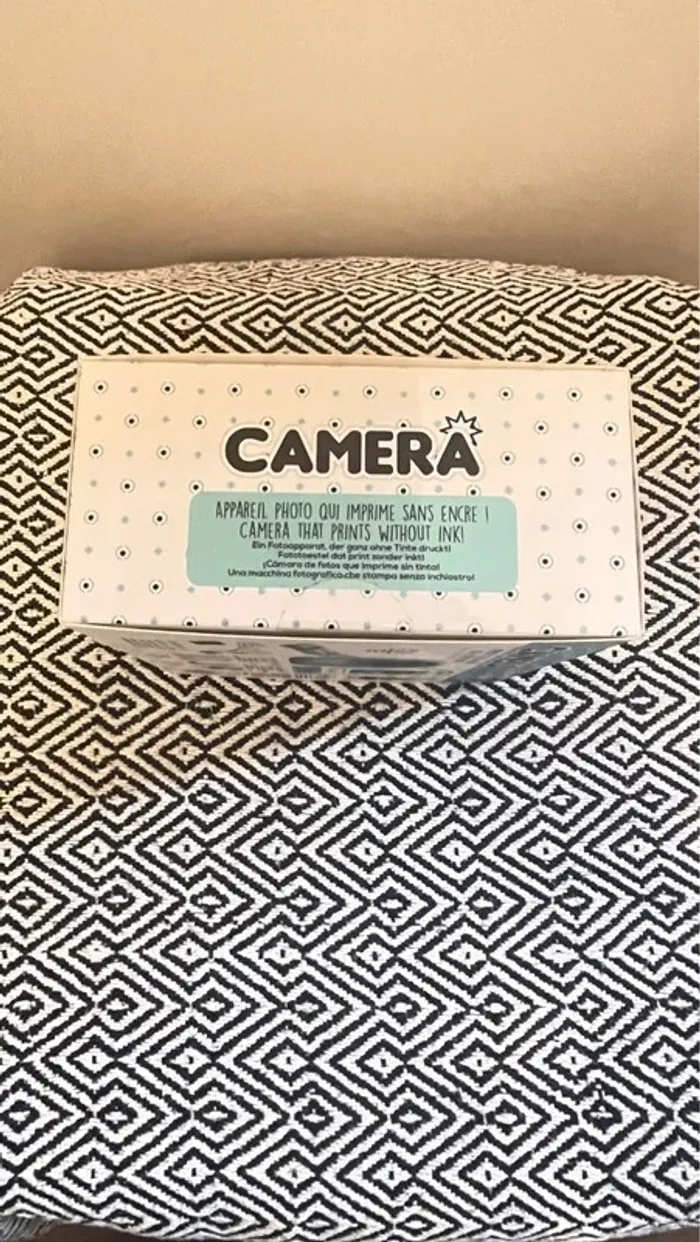 CAMERA
APPAREIL PHOTO QUI IMPRIME SANS ENCRE !
CAMERA THAT PRINTS WITHOUT INK!
Ein Fotoapparat, der ganz ohne Tinte druckt!
Fototoestel dat print zonder inkt!
¡Cámara de fotos que imprime sin tinta!
Una macchina fotografica che stampa senza inchiostro!